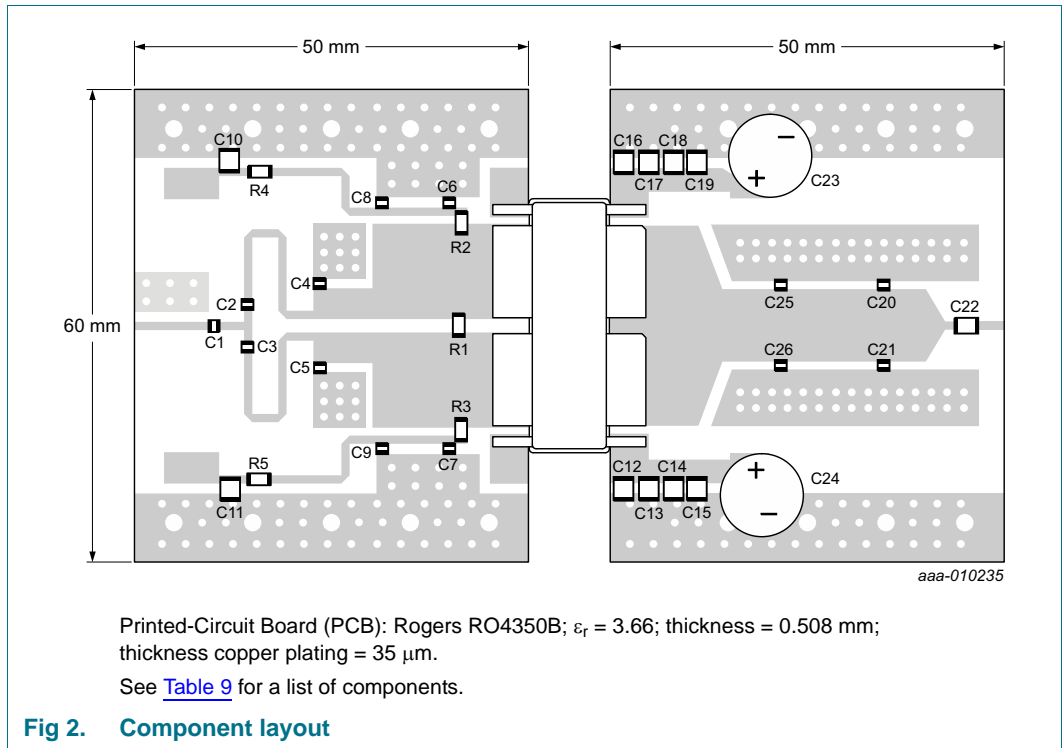 50 mm
50 mm
60 mm
C10
R4
C8
C6
R2
C4
C2
C1
C3
R1
C5
R3
R5
C9
C7
C11
C16
C18
C17
C19
−
+
C23
C25
C20
C22
C26
C21
C12
C14
C13
C15
+
−
C24
aaa-010235
Printed-Circuit Board (PCB): Rogers RO4350B; εr = 3.66; thickness = 0.508 mm;
thickness copper plating = 35 μm.
See Table 9 for a list of components.
Fig 2. Component layout